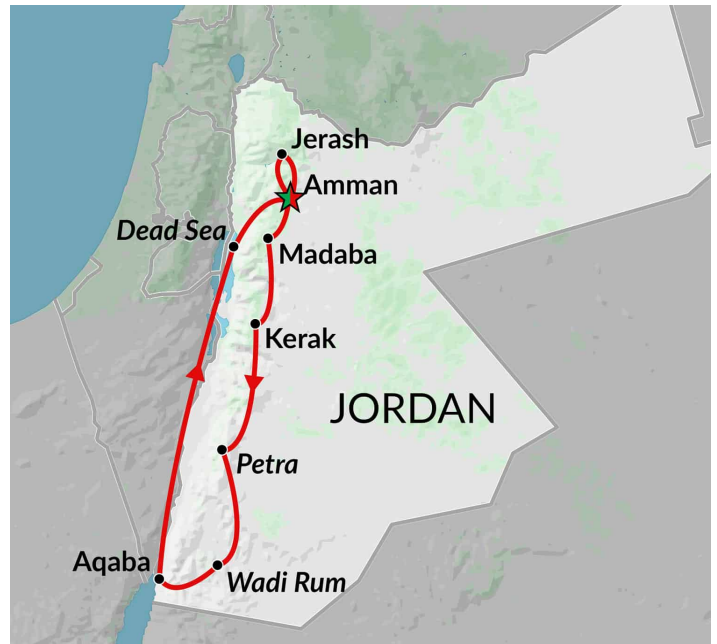 Jerash
Amman
Dead Sea
Madaba
Kerak
JORDAN
Petra
Aqaba
Wadi Rum